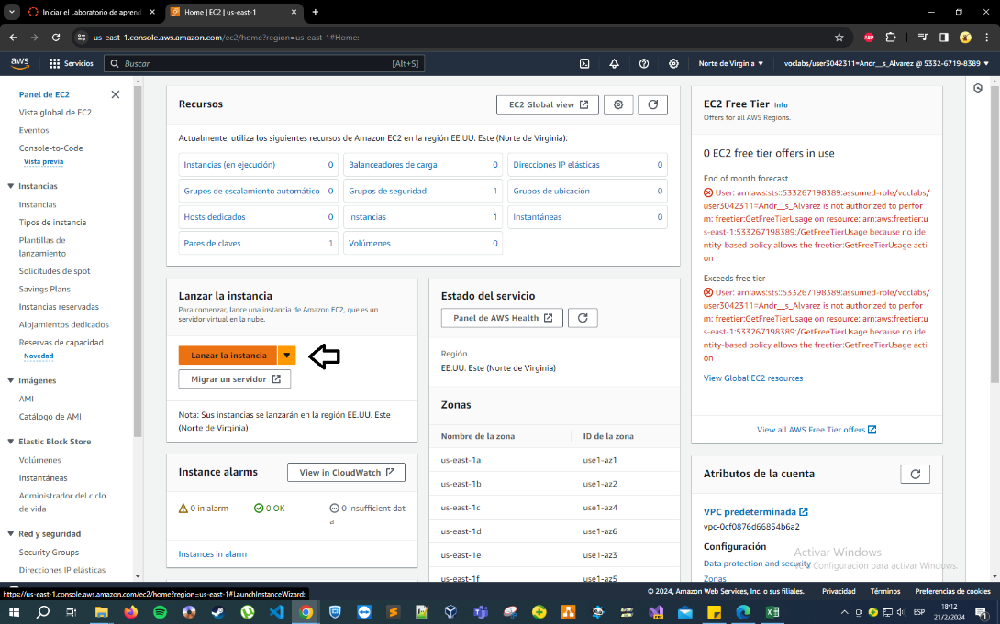 Iniciar el Laboratorio de aprend
Home | EC2 | us-east-1
us-east-1.console.aws.amazon.com/ec2/home?region=us-east-1#Home:
aws
Servicios
Buscar
[Alt+S]
Norte de Virginia
voclabs/user3042311=Andr__s_Alvarez @ 5332-6719-8389
Panel de EC2
Vista global de EC2
Eventos
Console-to-Code
Vista previa
Instancias
Instancias
Tipos de instancia
Plantillas de
lanzamiento
Solicitudes de spot
Savings Plans
Instancias reservadas
Alojamientos dedicados
Reservas de capacidad
Novedad
Imágenes
AMI
Catálogo de AMI
Elastic Block Store
Volúmenes
Instantáneas
Administrador del ciclo
de vida
Red y seguridad
Security Groups
Direcciones IP elásticas
Recursos
EC2 Global view
Actualmente, utiliza los siguientes recursos de Amazon EC2 en la región EE.UU. Este (Norte de Virginia):
Instancias (en ejecución) 0
Balanceadores de carga 0
Direcciones IP elásticas 0
Grupos de escalamiento automático 0
Grupos de seguridad 1
Grupos de ubicación 0
Hosts dedicados 0
Instancias 1
Instantáneas 0
Pares de claves 1
Volúmenes 0
Lanzar la instancia
Para comenzar, lance una instancia de Amazon EC2, que es un
servidor virtual en la nube.
Lanzar la instancia
Migrar un servidor
Nota: Sus instancias se lanzarán en la región EE.UU. Este
(Norte de Virginia)
Instance alarms
View in CloudWatch
0 in alarm
0 OK
0 insufficient dat
a
Instances in alarm
Estado del servicio
Panel de AWS Health
Región
EE.UU. Este (Norte de Virginia)
Zonas
Nombre de la zona
ID de la zona
us-east-1a use1-az1
us-east-1b use1-az2
us-east-1c use1-az4
us-east-1d use1-az6
us-east-1e use1-az3
us-east-1f use1-az5
EC2 Free Tier Info
Offers for all AWS Regions.
0 EC2 free tier offers in use
End of month forecast
User: arn:aws:sts::533267198389:assumed-role/voclabs/
user3042311=Andr__s_Alvarez is not authorized to perfor
m: freetier:GetFreeTierUsage on resource: arn:aws:freetier:u
s-east-1:533267198389:/GetFreeTierUsage because no ide
ntity-based policy allows the freetier:GetFreeTierUsage acti
on
Exceeds free tier
User: arn:aws:sts::533267198389:assumed-role/voclabs/
user3042311=Andr__s_Alvarez is not authorized to perfor
m: freetier:GetFreeTierUsage on resource: arn:aws:freetier:u
s-east-1:533267198389:/GetFreeTierUsage because no ide
ntity-based policy allows the freetier:GetFreeTierUsage acti
on
View Global EC2 resources
View all AWS Free Tier offers
Atributos de la cuenta
VPC predeterminada
vpc-0cf0876d66854b6a2
Configuración
Data protection and security
Zonas
Activar Windows
Configuración para activar Windows.
https://us-east-1.console.aws.amazon.com/ec2/home?region=us-east-1#LaunchInstanceWizard:
© 2024, Amazon Web Services, Inc. o sus filiales.
Privacidad
Términos
Preferencias de cookies
ESP
18:12
21/2/2024